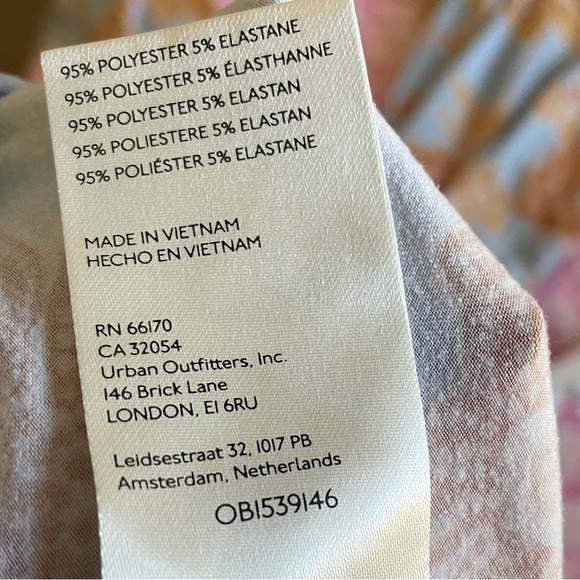 95% POLYESTER 5% ELASTANE
95% POLYESTER 5% ÉLASTHANNE
95% POLYESTER 5% ELASTAN
95% POLIESTERE 5% ELASTAN
95% POLIÉSTER 5% ELASTANE
MADE IN VIETNAM
HECHO EN VIETNAM
RN 66170
CA 32054
Urban Outfitters, Inc.
146 Brick Lane
LONDON, E1 6RU
Leidsestraat 32, 1017 PB
Amsterdam, Netherlands
OB1539146